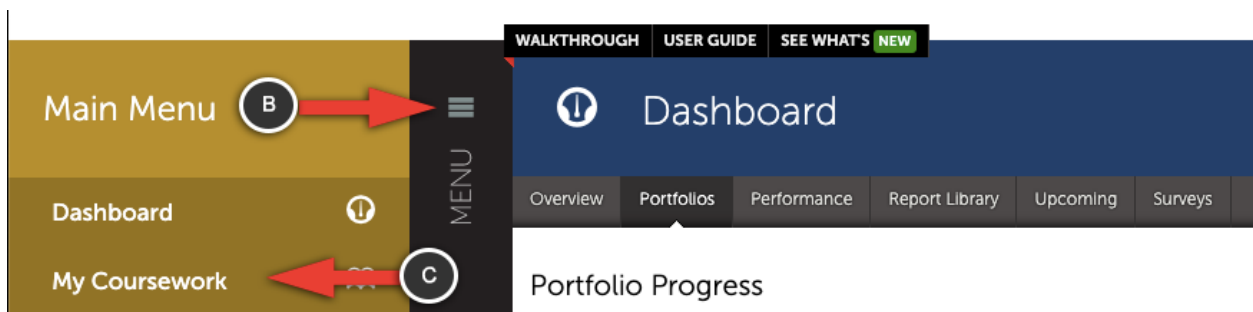 WALKTHROUGH USER GUIDE SEE WHAT'S NEW
Main Menu B
MENU
Dashboard
Overview Portfolios Performance Report Library Upcoming Surveys
Dashboard
My Coursework C
Portfolio Progress